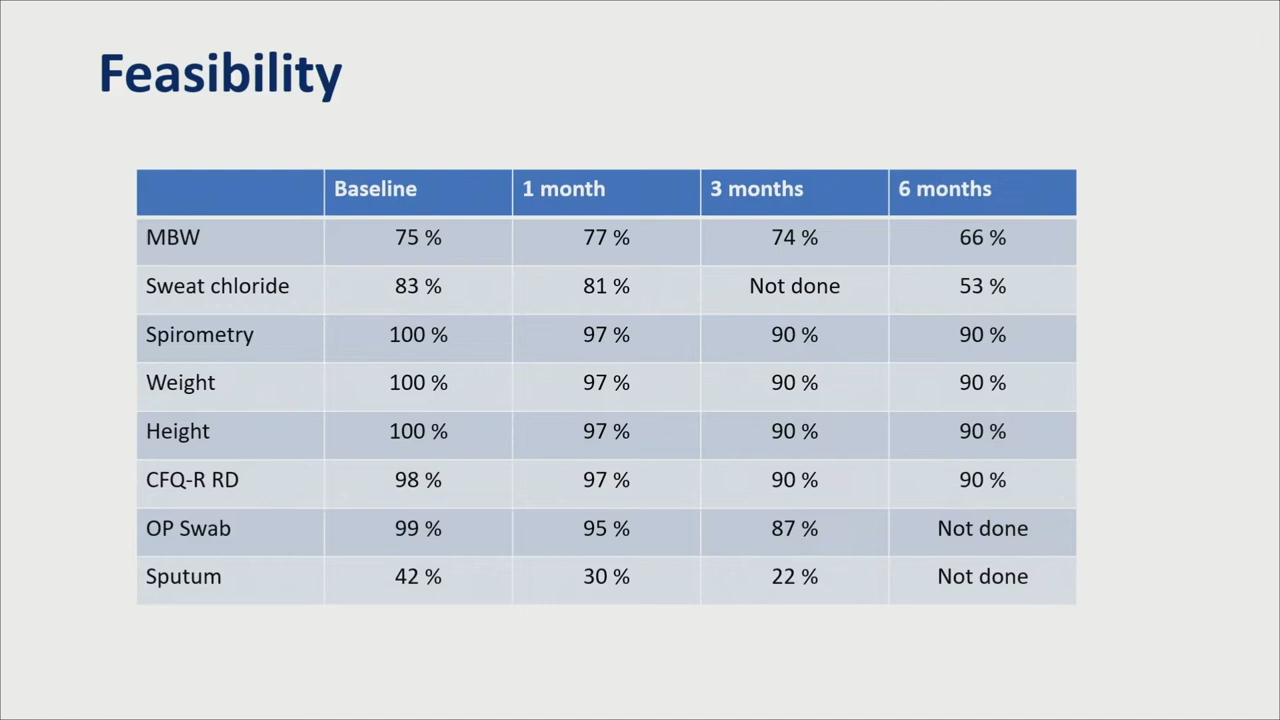 Feasibility
Baseline 1 month 3 months 6 months
MBW 75 % 77 % 74 % 66 %
Sweat chloride 83 % 81 % Not done 53 %
Spirometry 100 % 97 % 90 % 90 %
Weight 100 % 97 % 90 % 90 %
Height 100 % 97 % 90 % 90 %
CFQ-R RD 98 % 97 % 90 % 90 %
OP Swab 99 % 95 % 87 % Not done
Sputum 42 % 30 % 22 % Not done